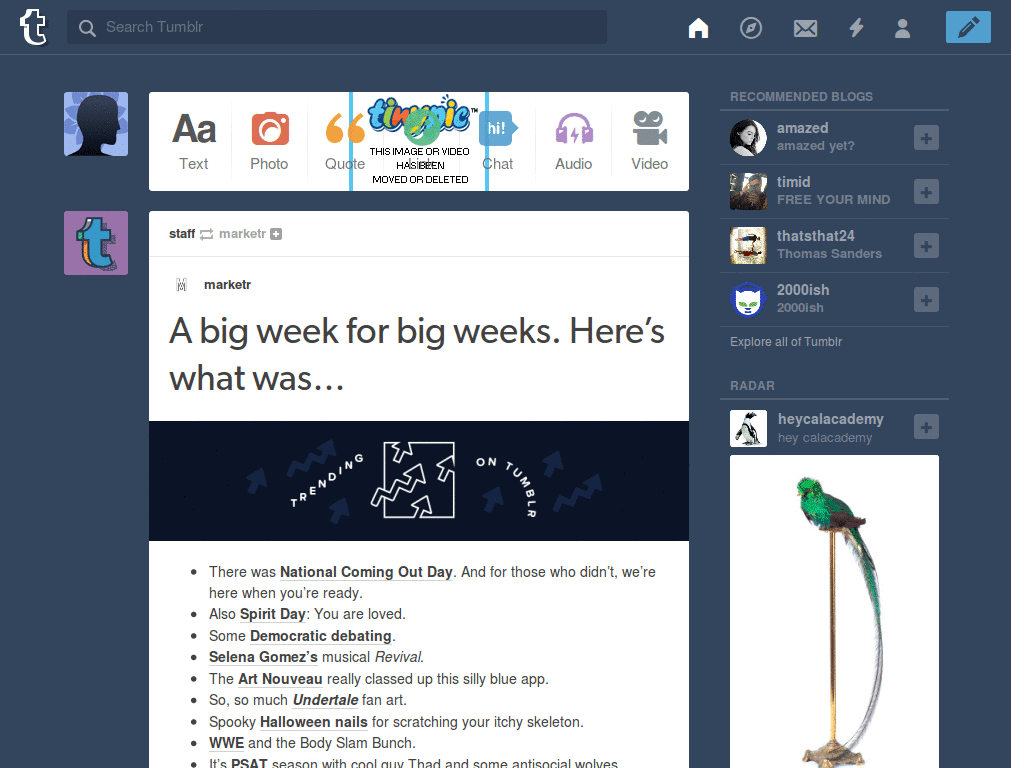 Search Tumblr
Aa
Text
Photo
Quote
tinypic™
THIS IMAGE OR VIDEO
HAS BEEN
MOVED OR DELETED
Link
hi!
Chat
Audio
Video
staff marketr
marketr
A big week for big weeks. Here’s
what was…
TRENDING ON TUMBLR
There was National Coming Out Day. And for those who didn’t, we’re
here when you’re ready.
Also Spirit Day: You are loved.
Some Democratic debating.
Selena Gomez’s musical Revival.
The Art Nouveau really classed up this silly blue app.
So, so much Undertale fan art.
Spooky Halloween nails for scratching your itchy skeleton.
WWE and the Body Slam Bunch.
It’s PSAT season with cool guy Thad and some antisocial wolves
RECOMMENDED BLOGS
amazed
amazed yet?
timid
FREE YOUR MIND
thatsthat24
Thomas Sanders
2000ish
2000ish
Explore all of Tumblr
RADAR
heycalacademy
hey calacademy